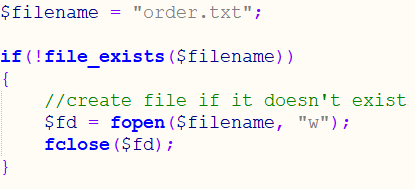 $filename = "order.txt";
if(!file_exists($filename))
{
//create file if it doesn't exist
$fd = fopen($filename, "w");
fclose($fd);
}